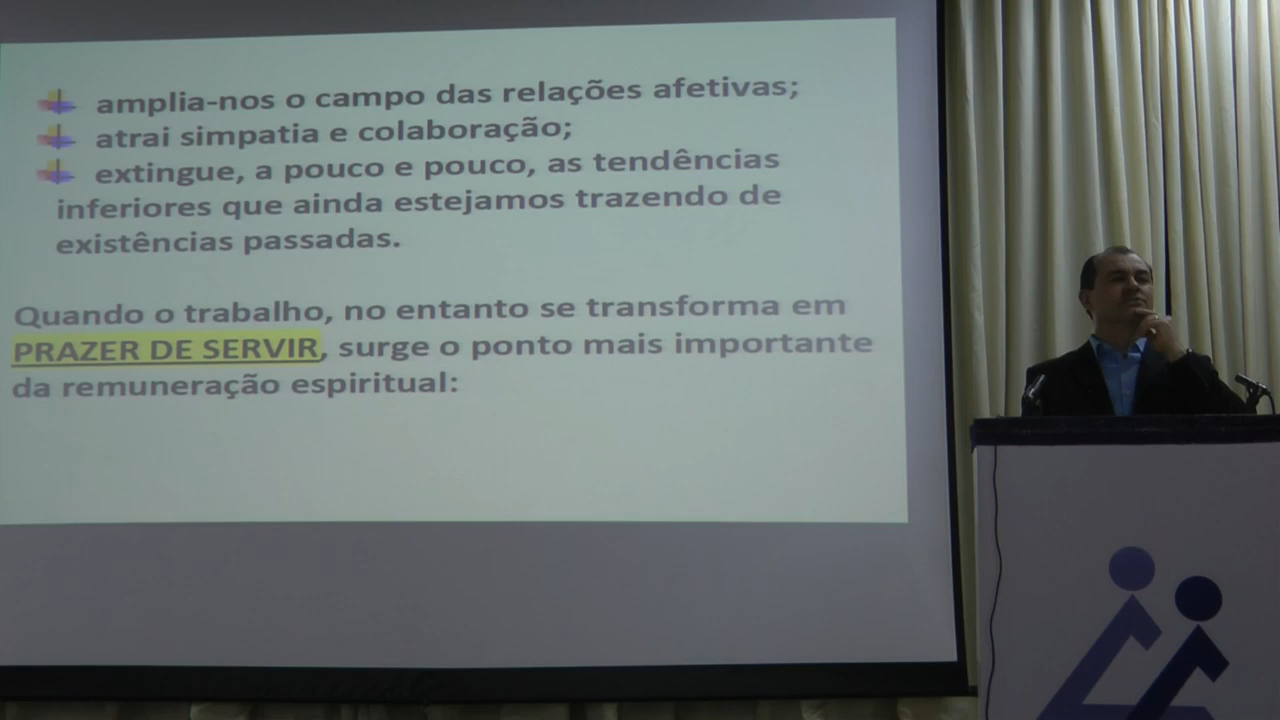 amplia-nos o campo das relações afetivas;
atrai simpatia e colaboração;
extingue, a pouco e pouco, as tendências
inferiores que ainda estejamos trazendo de
existências passadas.
Quando o trabalho, no entanto se transforma em
PRAZER DE SERVIR, surge o ponto mais importante
da remuneração espiritual: